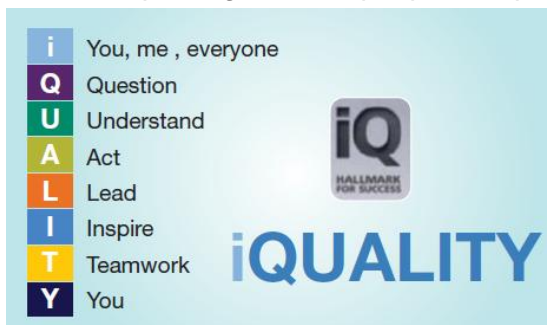 i You, me , everyone
Q Question
U Understand
A Act
L Lead
I Inspire
T Teamwork
Y You
iQ
HALLMARK
FOR SUCCESS
iQUALITY